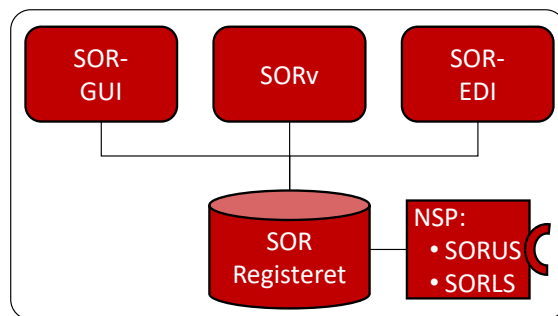 SOR-
GUI
SORv
SOR-
EDI
SOR
Registeret
NSP:
• SORUS
• SORLS